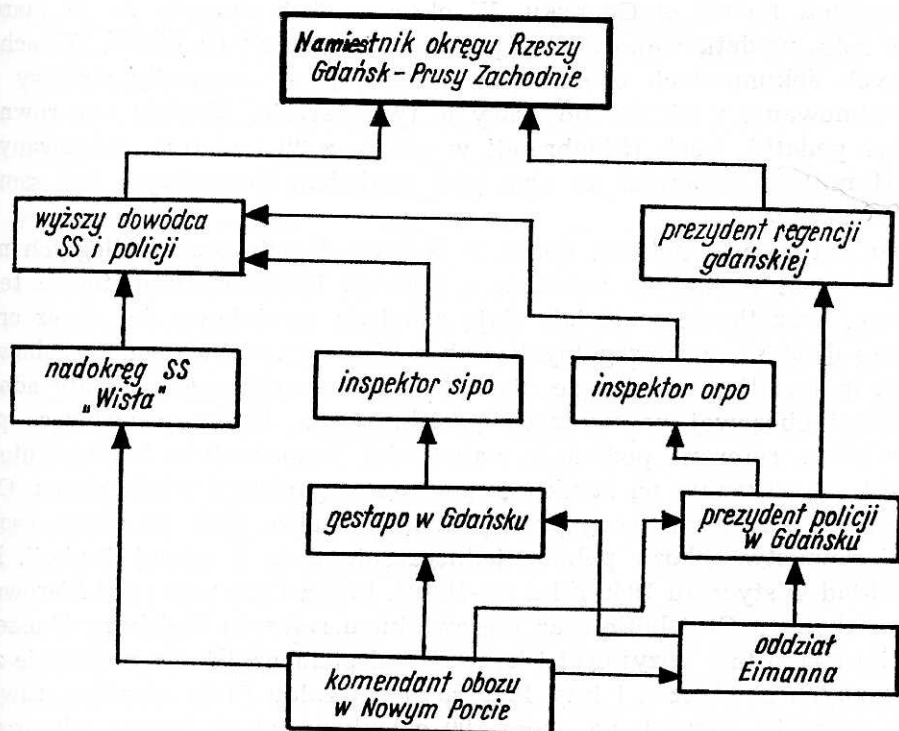 Namiestnik okręgu Rzeszy
Gdańsk – Prusy Zachodnie
wyższy dowódca
SS i policji
prezydent regencji
gdańskiej
nadokręg SS
„Wisła”
inspektor sipo
inspektor orpo
gestapo w Gdańsku
prezydent policji
w Gdańsku
oddział
Eimanna
komendant obozu
w Nowym Porcie